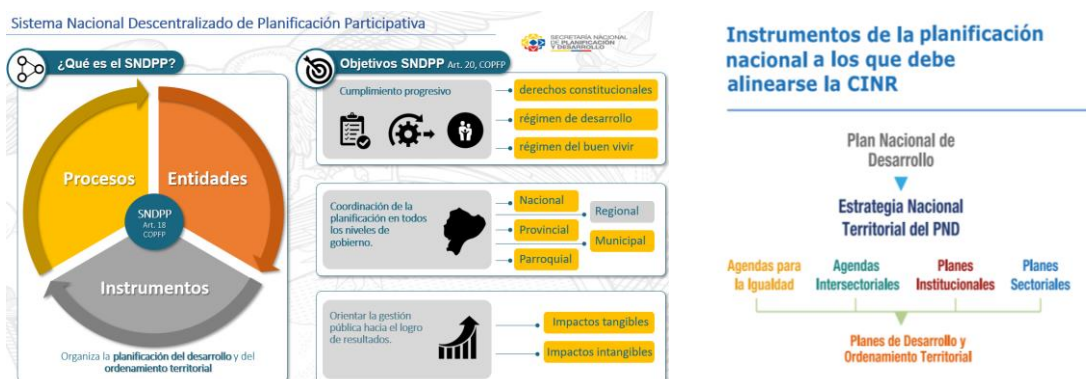 Sistema Nacional Descentralizado de Planificación Participativa
SECRETARÍA NACIONAL
DE PLANIFICACIÓN
Y DESARROLLO
¿Qué es el SNDPP?
Procesos
Entidades
SNDPP
Art. 18
COPFP
Instrumentos
Organiza la planificación del desarrollo y del
ordenamiento territorial
Objetivos SNDPP Art. 20, COPFP
Cumplimiento progresivo
derechos constitucionales
régimen de desarrollo
régimen del buen vivir
Coordinación de la
planificación en todos
los niveles de
gobierno.
Nacional
Regional
Provincial
Municipal
Parroquial
Orientar la gestión
pública hacia el logro
de resultados.
Impactos tangibles
Impactos intangibles
Instrumentos de la planificación
nacional a los que debe
alinearse la CINR
Plan Nacional de
Desarrollo
Estrategia Nacional
Territorial del PND
Agendas para
la Igualdad
Agendas
Intersectoriales
Planes
Institucionales
Planes
Sectoriales
Planes de Desarrollo y
Ordenamiento Territorial